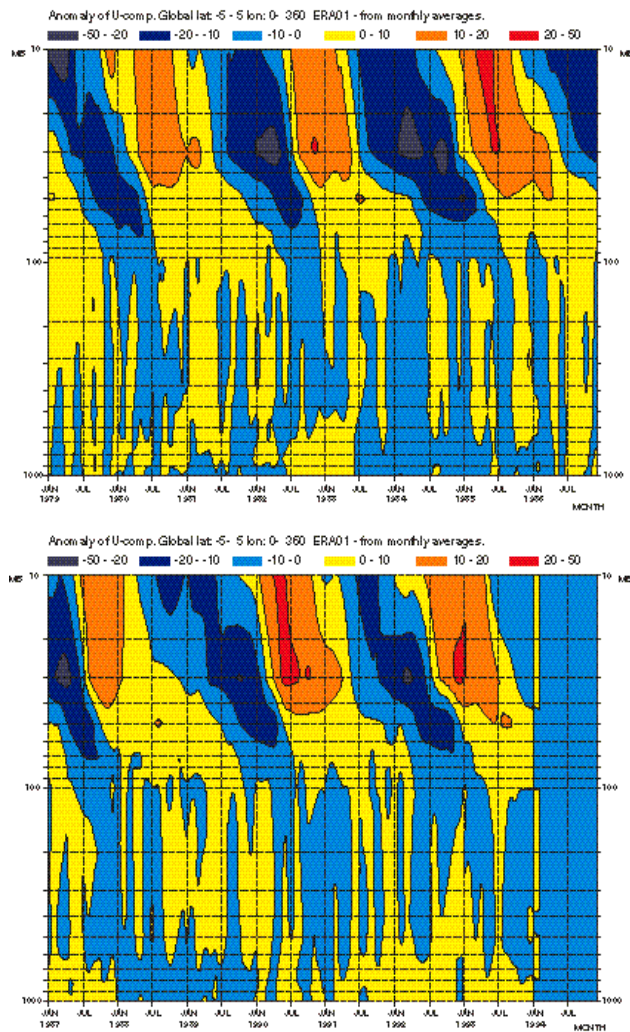 Anomaly of U-comp. Global lat: -5 - 5 lon: 0- 360 ERA01 - from monthly averages.
-50 - -20 -20 - -10 -10 - 0 0 - 10 10 - 20 20 - 50
10 10
MB MB
100 100
1000 1000
JAN JUL JAN JUL JAN JUL JAN JUL JAN JUL JAN JUL JAN JUL JAN JUL
1979 1980 1981 1982 1983 1984 1985 1986
MONTH
Anomaly of U-comp. Global lat: -5- 5 lon: 0- 360 ERA01 - from monthly averages.
-50 - -20 -20 - -10 -10 - 0 0 - 10 10 - 20 20 - 50
10 10
MB MB
100 100
1000 1000
JAN JUL JAN JUL JAN JUL JAN JUL JAN JUL JAN JUL JAN JUL JAN JUL
1987 1988 1989 1990 1991 1992 1993 1994
MONTH